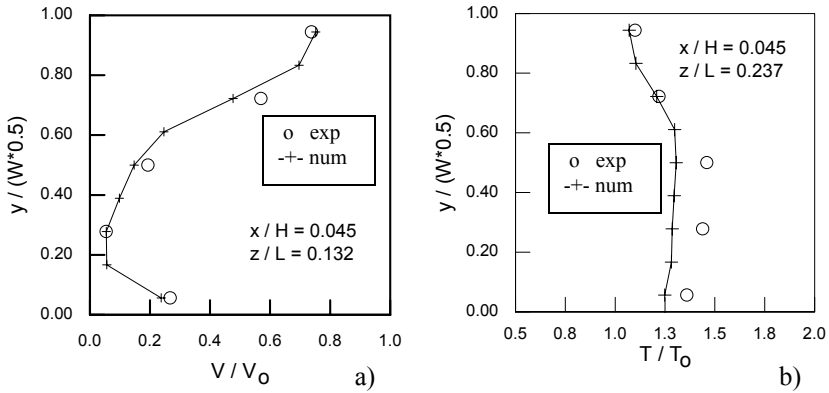 1.00
0.80
0.60
0.40
0.20
0.00
y / (W*0.5)
o exp
-+- num
x / H = 0.045
z / L = 0.132
0.0 0.2 0.4 0.6 0.8 1.0
V / Vo
a)
1.00
0.80
0.60
0.40
0.20
0.00
y / (W*0.5)
x / H = 0.045
z / L = 0.237
o exp
-+- num
0.5 0.8 1.0 1.3 1.5 1.8 2.0
T / To
b)